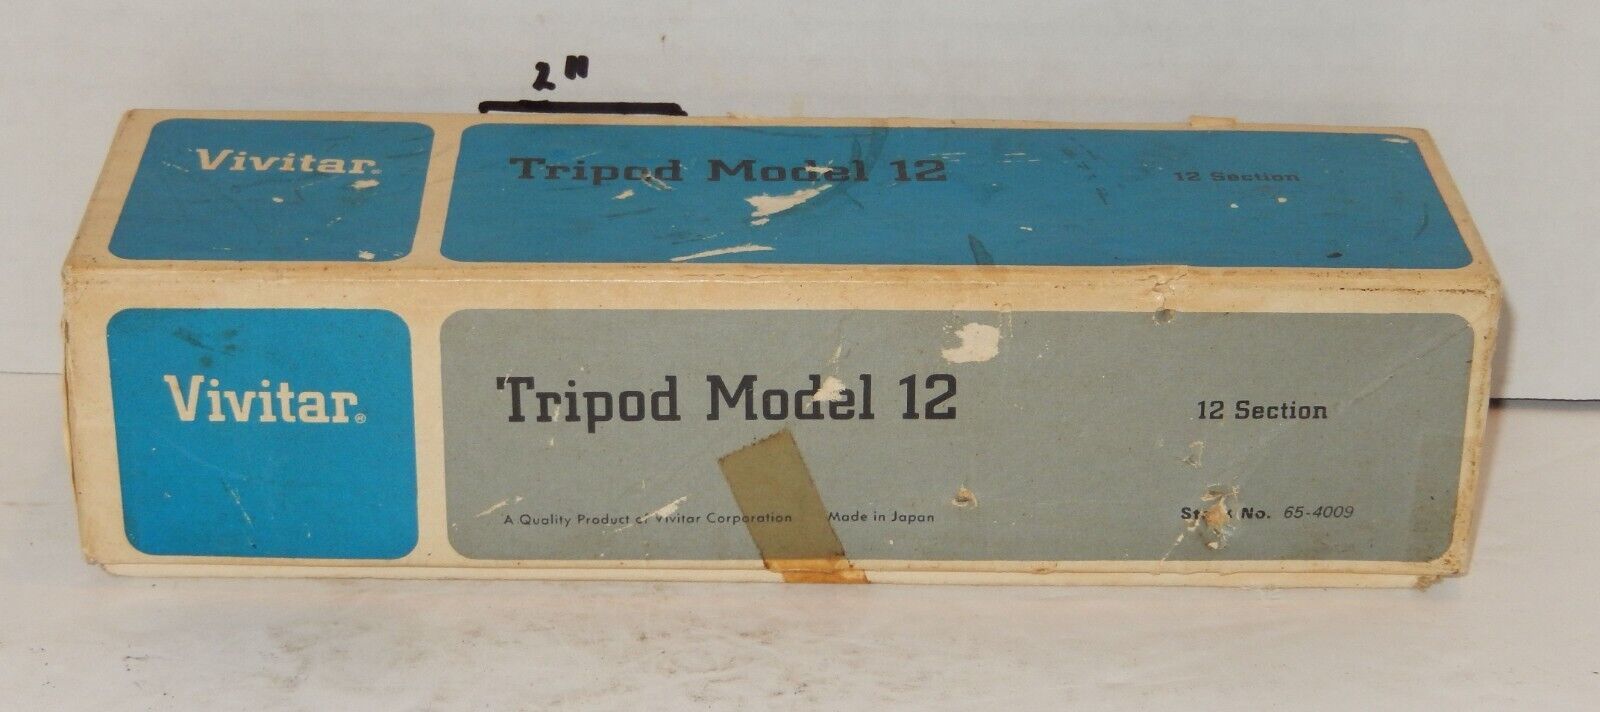 2"
Vivitar. Tripod Model 12 12 Section
Vivitar® Tripod Model 12 12 Section
A Quality Product of Vivitar Corporation Made in Japan
Stock No. 65-4009